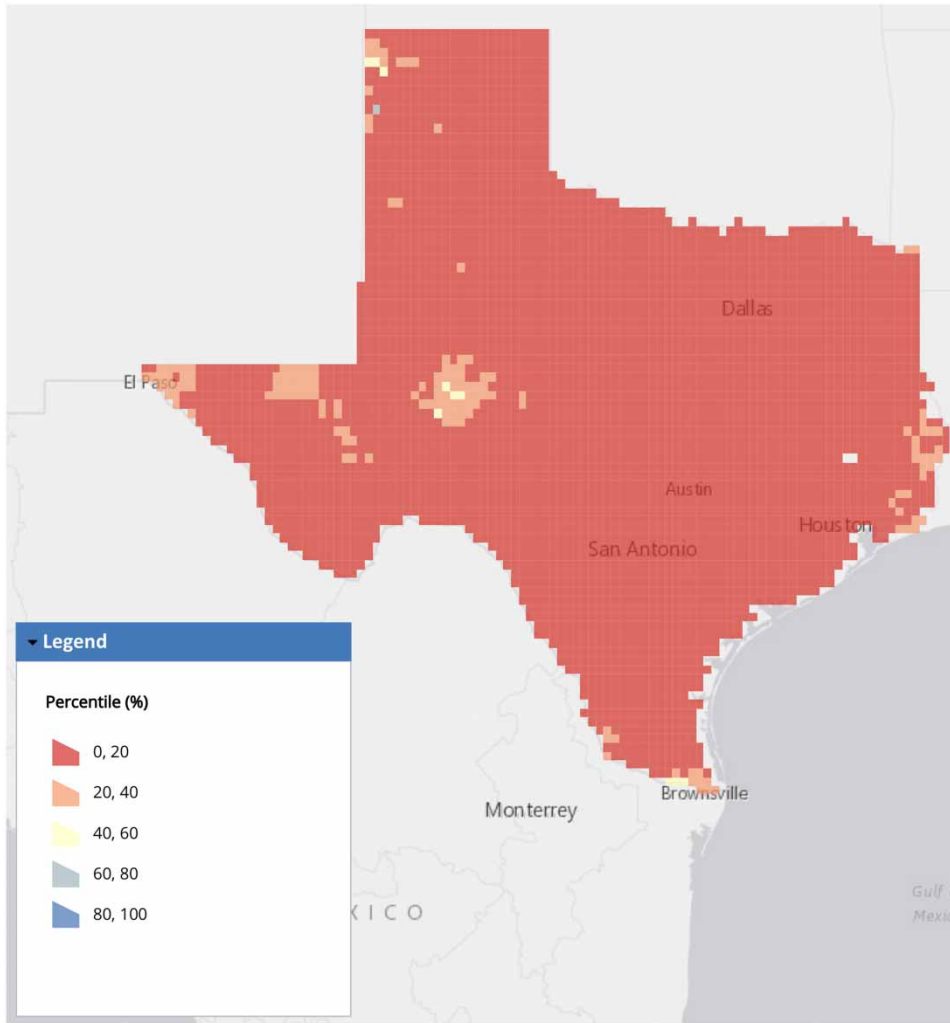 Dallas
El Paso
Austin
Houston
San Antonio
Legend
Percentile (%)
0, 20
20, 40
40, 60
60, 80
80, 100
Brownsville
Monterrey
XICO
Gulf